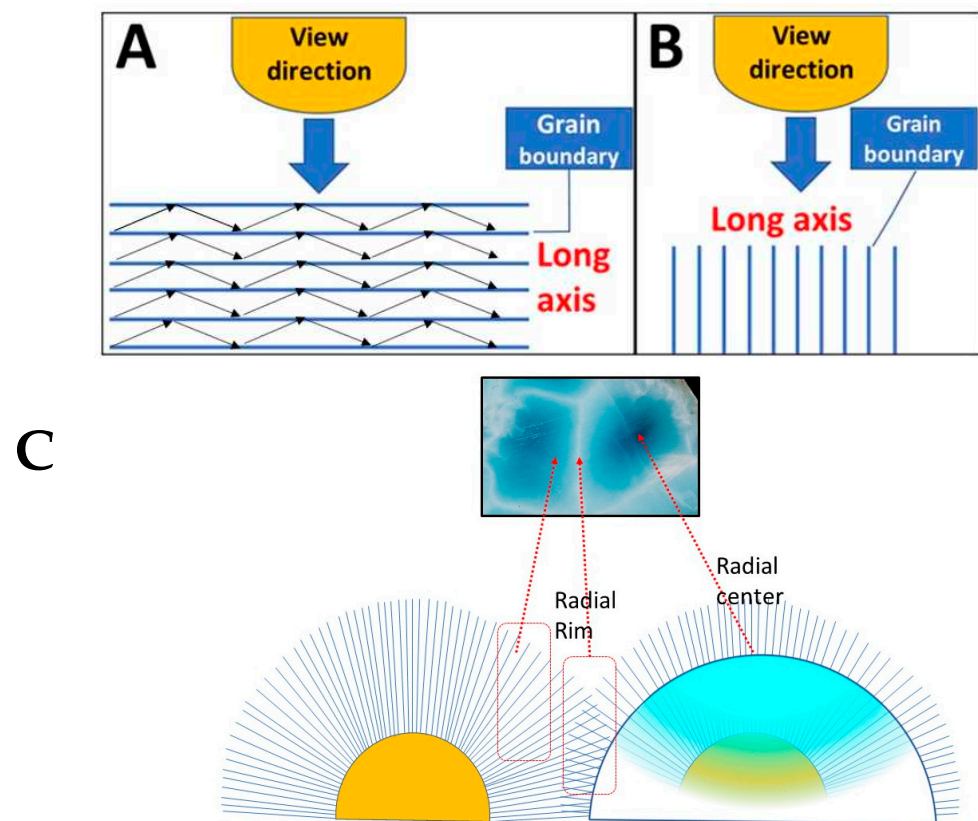 A
View
direction
Grain
boundary
Long
axis
B
View
direction
Grain
boundary
Long axis
C
Radial
Rim
Radial
center